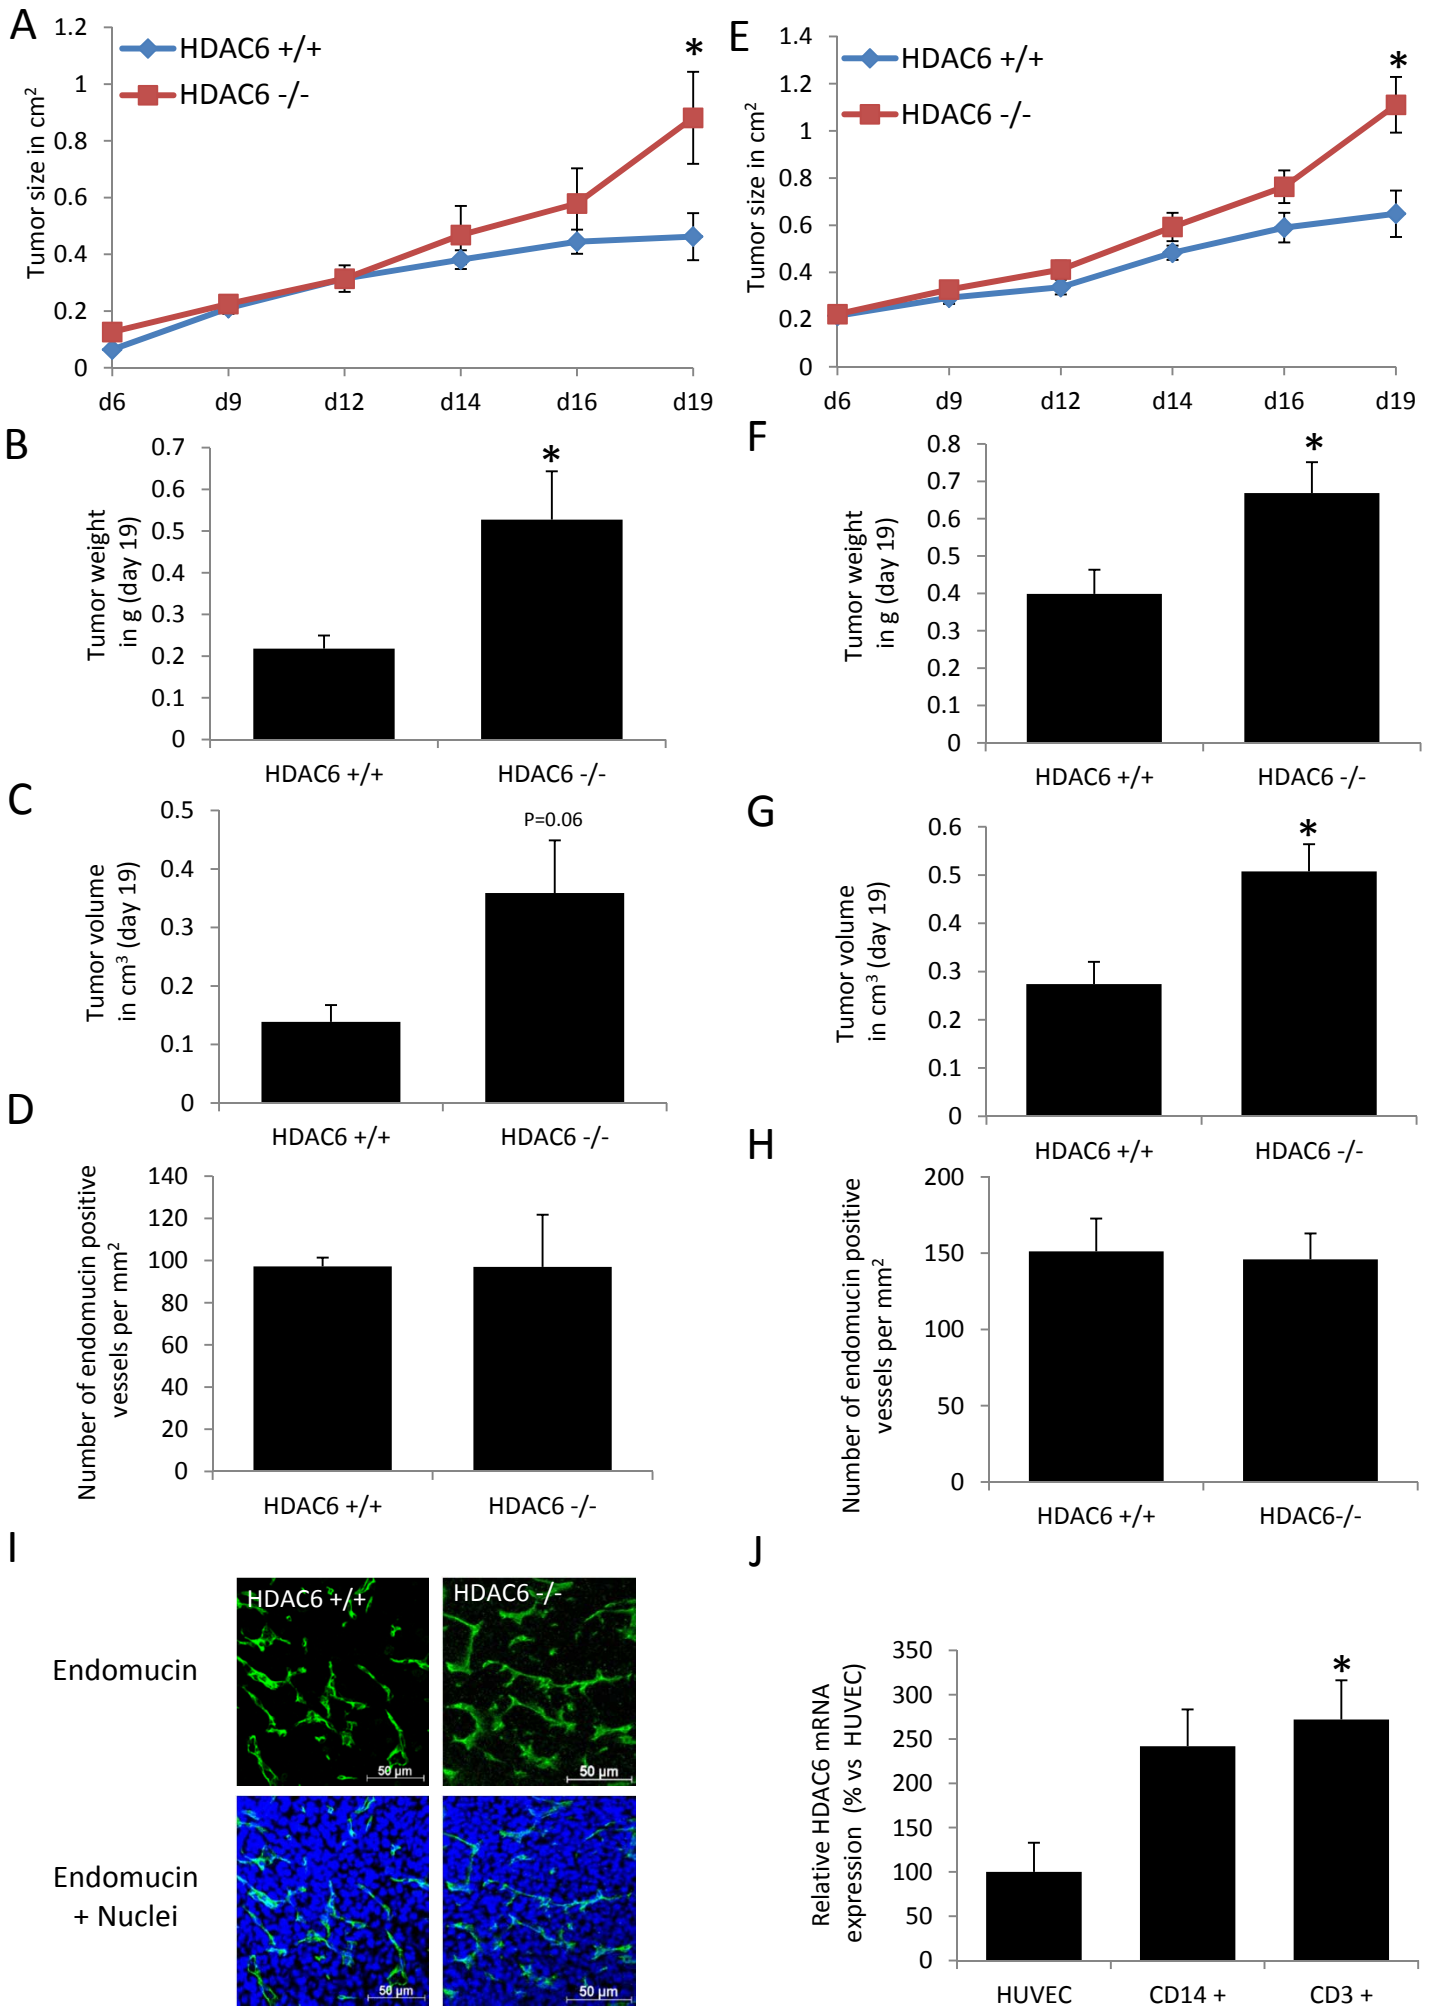 A
1.2
1
0.8
0.6
0.4
0.2
0
Tumor size in cm²
HDAC6 +/+
HDAC6 -/-
*
d6 d9 d12 d14 d16 d19
E
1.4
1.2
1
0.8
0.6
0.4
0.2
0
Tumor size in cm²
HDAC6 +/+
HDAC6 -/-
*
d6 d9 d12 d14 d16 d19
B
0.7
0.6
0.5
0.4
0.3
0.2
0.1
0
Tumor weight
in g (day 19)
*
HDAC6 +/+ HDAC6 -/-
F
0.8
0.7
0.6
0.5
0.4
0.3
0.2
0.1
0
Tumor weight
in g (day 19)
*
HDAC6 +/+ HDAC6 -/-
C
0.5
0.4
0.3
0.2
0.1
0
Tumor volume
in cm³ (day 19)
P=0.06
HDAC6 +/+ HDAC6 -/-
G
0.6
0.5
0.4
0.3
0.2
0.1
0
Tumor volume
in cm³ (day 19)
*
HDAC6 +/+ HDAC6 -/-
D
140
120
100
80
60
40
20
0
Number of endomucin positive
vessels per mm²
HDAC6 +/+ HDAC6 -/-
H
200
150
100
50
0
Number of endomucin positive
vessels per mm²
HDAC6 +/+ HDAC6-/-
I
HDAC6 +/+ HDAC6 -/-
Endomucin
50 µm 50 µm
Endomucin
+ Nuclei
50 µm 50 µm
J
350
300
250
200
150
100
50
0
Relative HDAC6 mRNA
expression (% vs HUVEC)
*
HUVEC CD14 + CD3 +